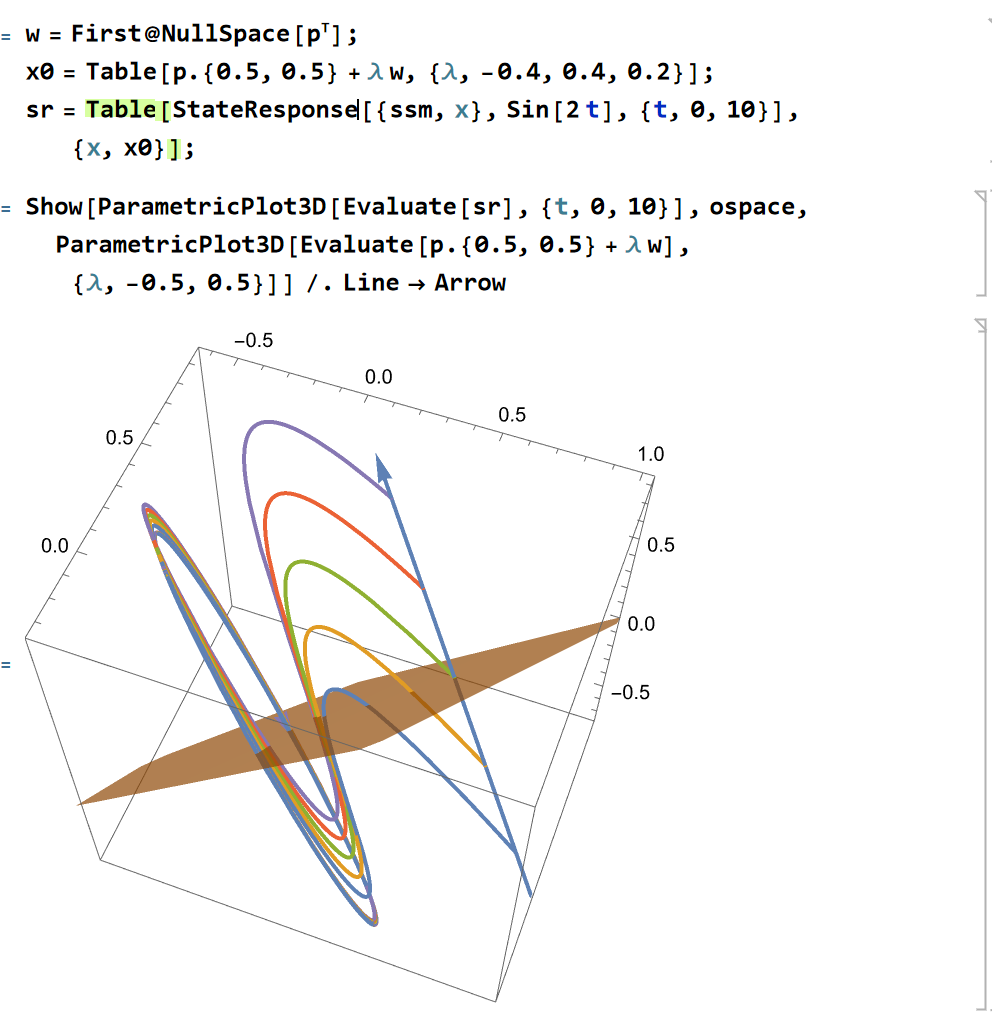 = w = First@NullSpace[pᵀ];
x0 = Table[p.{0.5, 0.5} + λ w, {λ, -0.4, 0.4, 0.2}];
sr = Table[StateResponse[{ssm, x}, Sin[2 t], {t, 0, 10}],
{x, x0}];
= Show[ParametricPlot3D[Evaluate[sr], {t, 0, 10}], ospace,
ParametricPlot3D[Evaluate[p.{0.5, 0.5} + λ w],
{λ, -0.5, 0.5}]] /. Line → Arrow
-0.5
0.0
0.5
1.0
0.5
0.0
0.5
0.0
-0.5
=